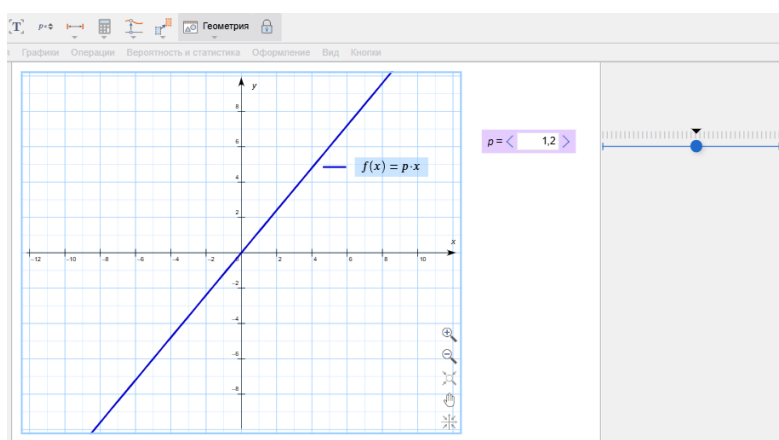 T p× Геометрия
Графики Операции Вероятность и статистика Оформление Вид Кнопки
y
8
6
f(x) = p·x
4
2
x
-12 -10 -8 -6 -4 -2 0 2 4 6 8 10
-2
-4
-6
-8
p = < 1,2 >